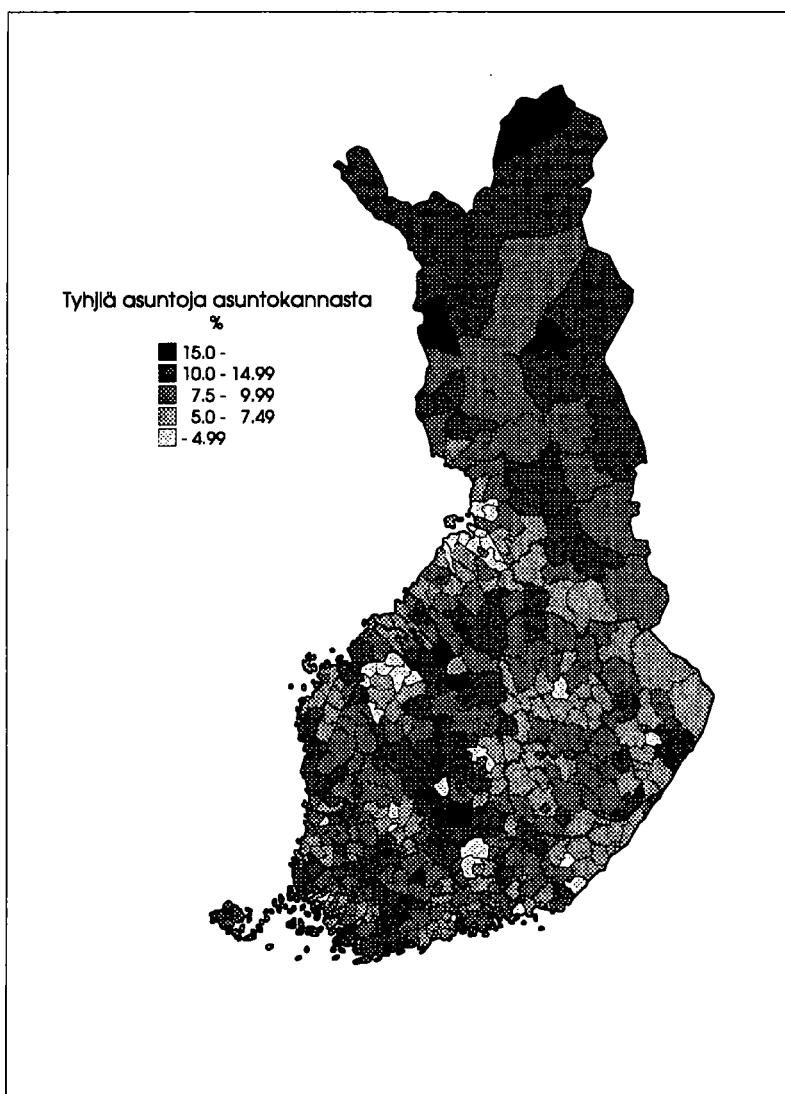 Tyhjiä asuntoja asuntokannasta
%
15.0 -
10.0 - 14.99
7.5 - 9.99
5.0 - 7.49
- 4.99